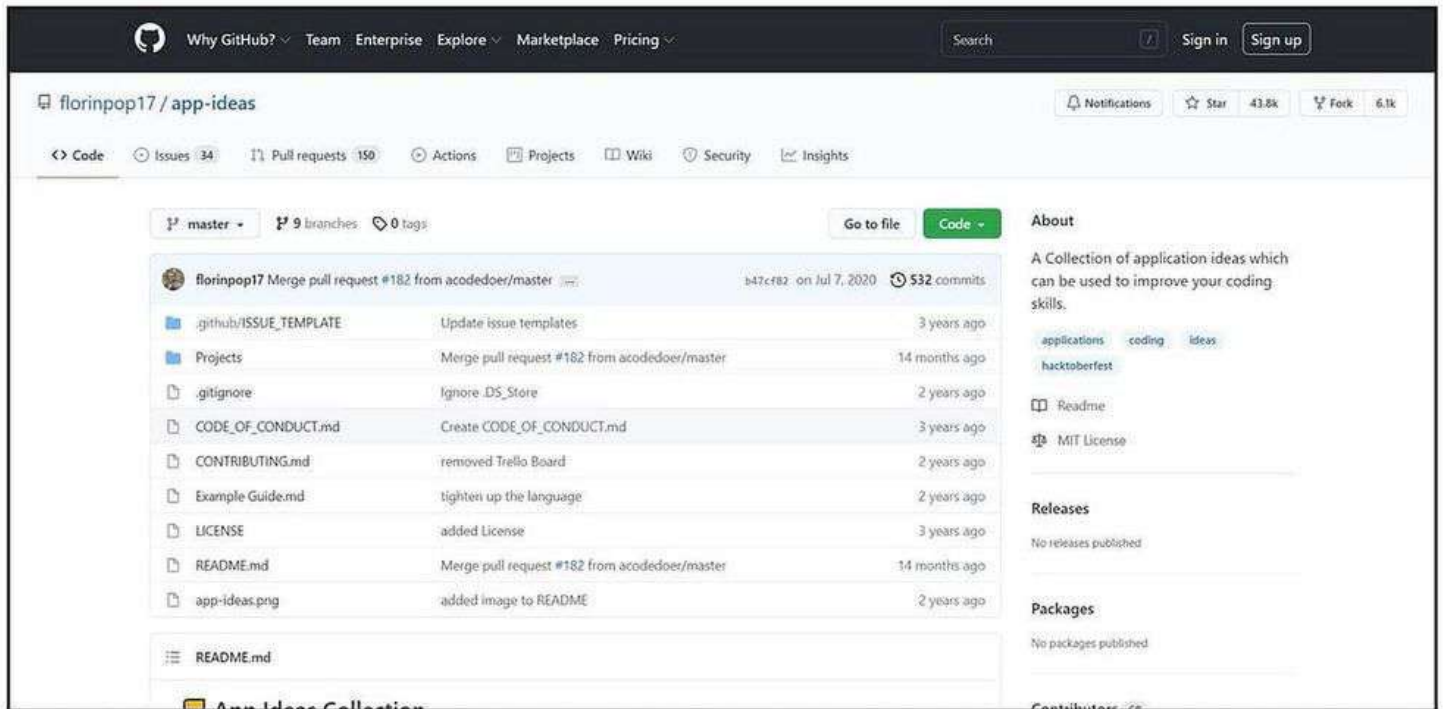 Why GitHub? Team Enterprise Explore Marketplace Pricing Search / Sign in Sign up
florinpop17 / app-ideas Notifications Star 43.8k Fork 6.1k
<> Code Issues 34 Pull requests 150 Actions Projects Wiki Security Insights
master 9 branches 0 tags Go to file Code
florinpop17 Merge pull request #182 from acodedoer/master ... b47cf82 on Jul 7, 2020 532 commits
.github/ISSUE_TEMPLATE Update issue templates 3 years ago
Projects Merge pull request #182 from acodedoer/master 14 months ago
.gitignore Ignore .DS_Store 2 years ago
CODE_OF_CONDUCT.md Create CODE_OF_CONDUCT.md 3 years ago
CONTRIBUTING.md removed Trello Board 2 years ago
Example Guide.md tighten up the language 2 years ago
LICENSE added License 3 years ago
README.md Merge pull request #182 from acodedoer/master 14 months ago
app-ideas.png added image to README 2 years ago
README.md
App Ideas Collection
About
A Collection of application ideas which
can be used to improve your coding
skills.
applications coding ideas
hacktoberfest
Readme
MIT License
Releases
No releases published
Packages
No packages published
Contributors